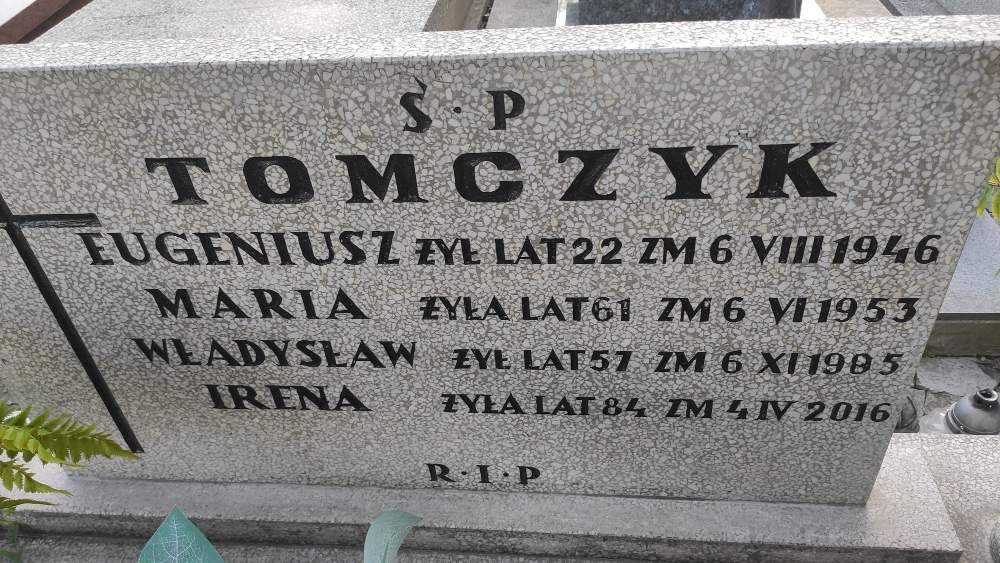 Ś·P
TOMCZYK
EUGENIUSZ ŻYŁ LAT 22 ZM 6 VIII 1946
MARIA ŻYŁA LAT 61 ZM 6 VI 1953
WŁADYSŁAW ŻYŁ LAT 57 ZM 6 XI 1985
IRENA ŻYŁA LAT 84 ZM 4 IV 2016
R·I·P